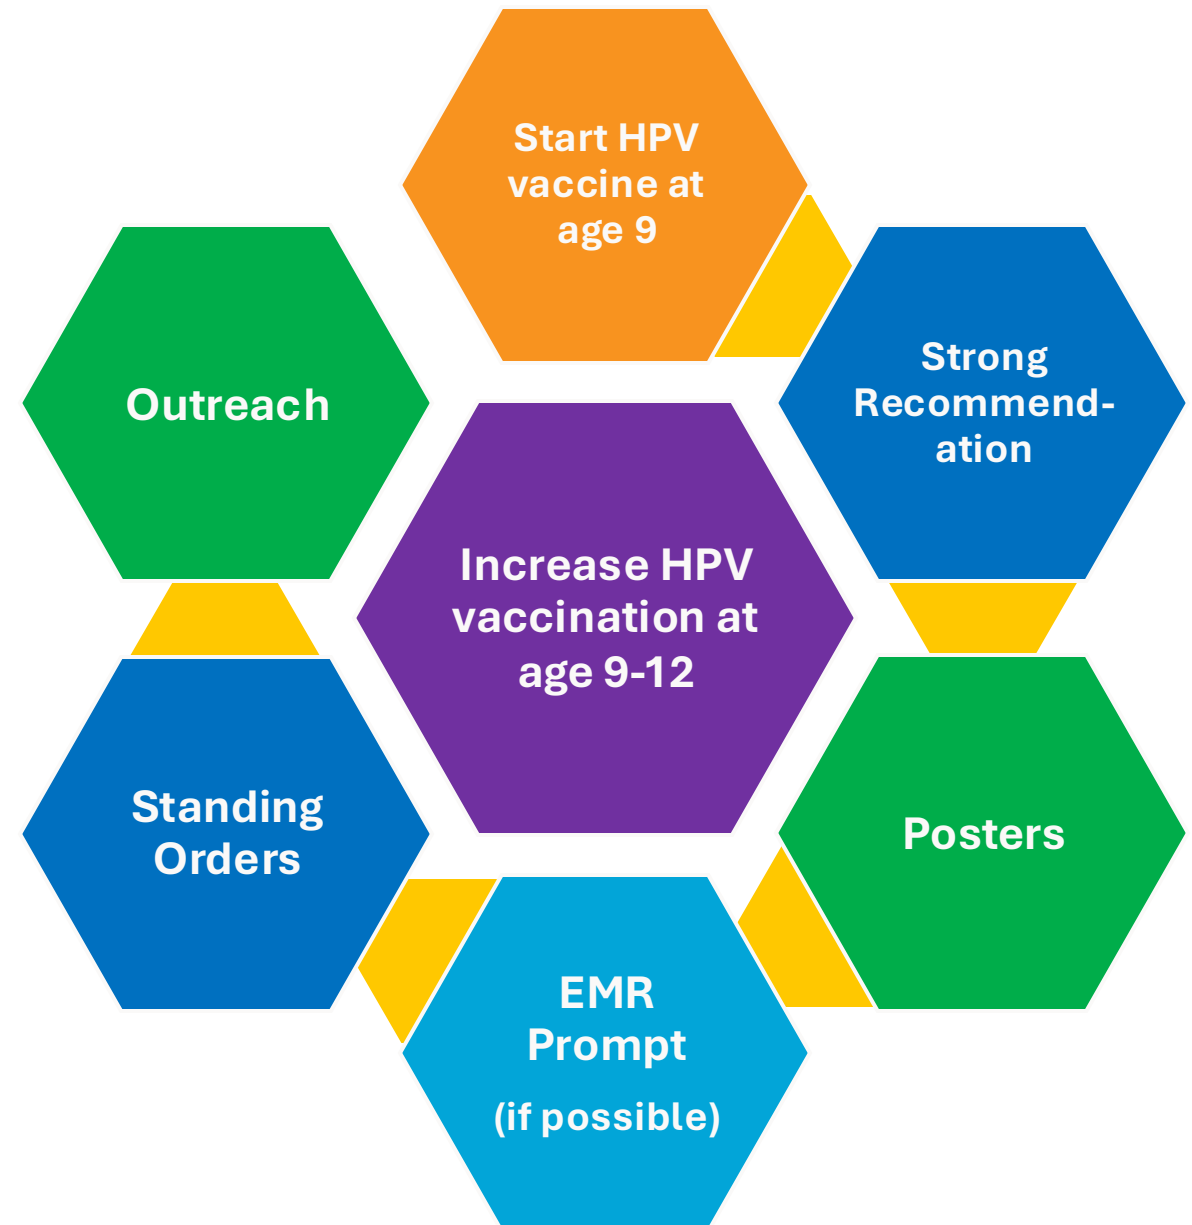 Start HPV
vaccine at
age 9
Strong
Recommend-
ation
Outreach
Increase HPV
vaccination at
age 9-12
Standing
Orders
Posters
EMR
Prompt
(if possible)